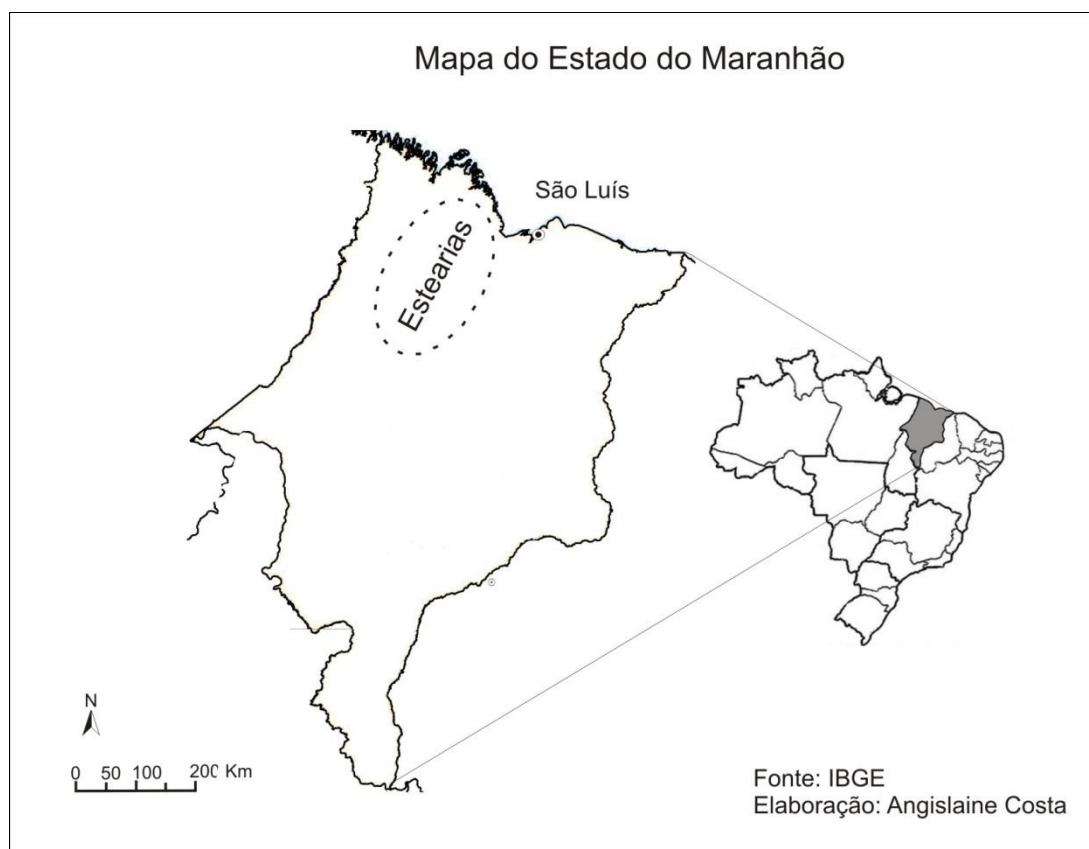 Mapa do Estado do Maranhão
São Luís
Estearias
N
0 50 100 200 Km
Fonte: IBGE
Elaboração: Angislaine Costa